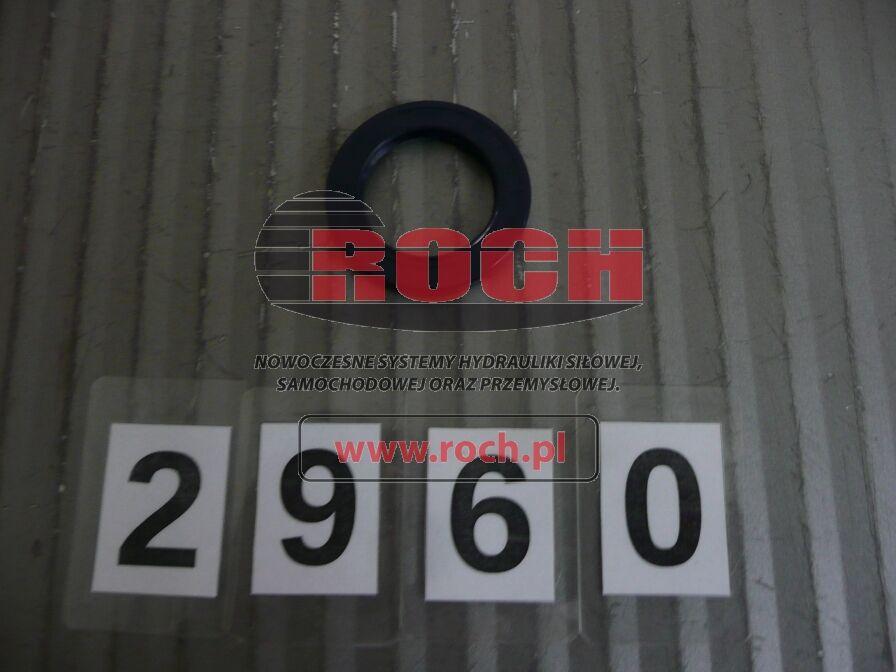 ROCH
NOWOCZESNE SYSTEMY HYDRAULIKI SIŁOWEJ,
SAMOCHODOWEJ ORAZ PRZEMYSŁOWEJ.
www.roch.pl
2960